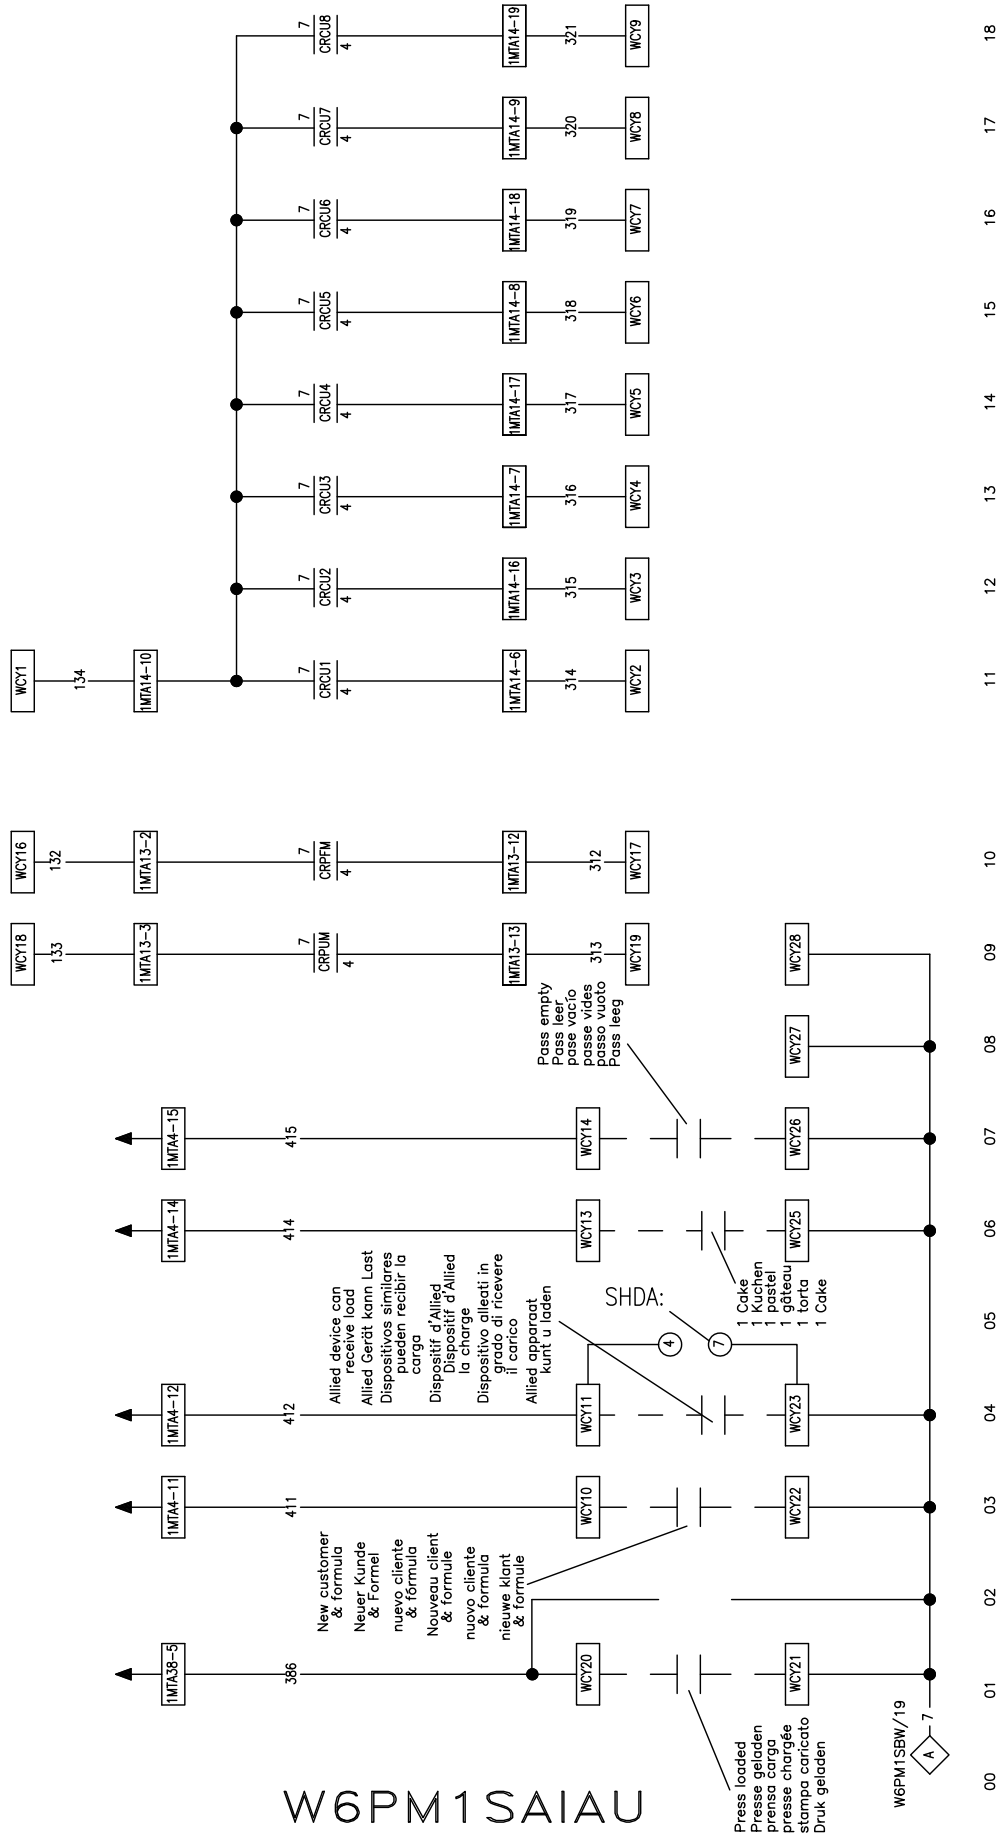 W6PM1SAIAU
00
01
02
03
04
05
06
07
08
09
10
11
12
13
14
15
16
17
18
W6PM1SBW/19
A
7
1MTA38-5
386
WCY20
WCY21
Press loaded
Presse geladen
prensa carga
presse chargée
stampa caricato
Druk geladen
1MTA4-11
411
WCY10
WCY22
New customer
& formula
Neuer Kunde
& Formel
nuevo cliente
& fórmula
Nouveau client
& formule
nuovo cliente
& formula
nieuwe klant
& formule
1MTA4-12
412
WCY11
WCY23
Allied device can
receive load
Allied Gerät kann Last
Dispositivos similares
pueden recibir la
carga
Dispositif d'Allied
Dispositif d'Allied
la charge
Dispositivo alleati in
grado di ricevere
il carico
Allied apparaat
kunt u laden
SHDA:
4
7
1MTA4-14
414
WCY13
WCY25
1 Cake
1 Kuchen
1 pastel
1 gâteau
1 torta
1 Cake
1MTA4-15
415
WCY14
WCY26
Pass empty
Pass leer
pase vacío
passe vides
passo vuoto
Pass leeg
WCY27
WCY28
WCY18
133
1MTA13-3
7
CRPUM
4
1MTA13-13
313
WCY19
WCY16
132
1MTA13-2
7
CRPFM
4
1MTA13-12
312
WCY17
WCY1
134
1MTA14-10
7
CRCU1
4
1MTA14-6
314
WCY2
7
CRCU2
4
1MTA14-16
315
WCY3
7
CRCU3
4
1MTA14-7
316
WCY4
7
CRCU4
4
1MTA14-17
317
WCY5
7
CRCU5
4
1MTA14-8
318
WCY6
7
CRCU6
4
1MTA14-18
319
WCY7
7
CRCU7
4
1MTA14-9
320
WCY8
7
CRCU8
4
1MTA14-19
321
WCY9